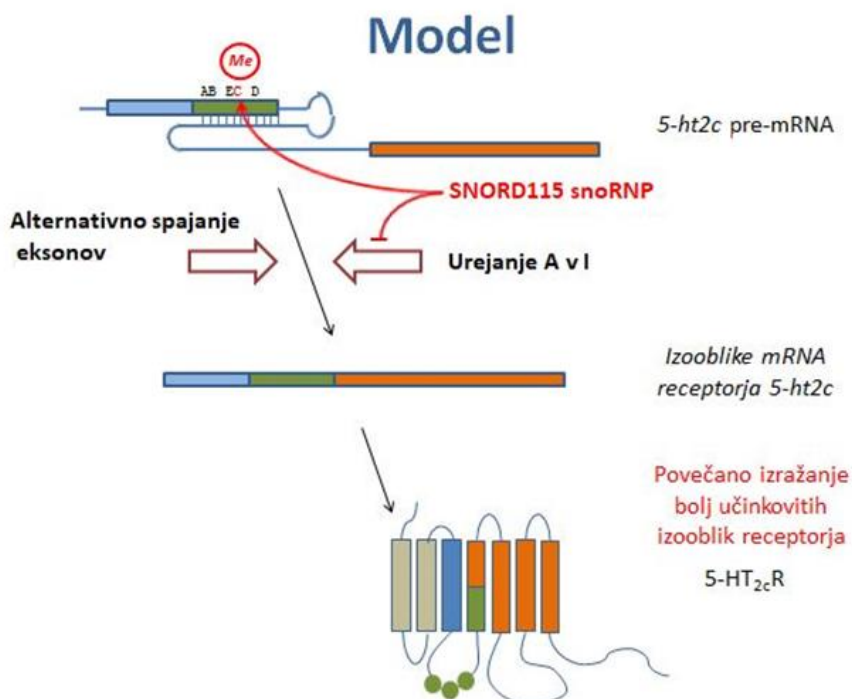 Model
Me
AB EC D
5-ht2c pre-mRNA
SNORD115 snoRNP
Alternativno spajanje
eksonov
Urejanje A v I
Izooblike mRNA
receptorja 5-ht2c
Povečano izražanje
bolj učinkovitih
izooblik receptorja
5-HT₂cR